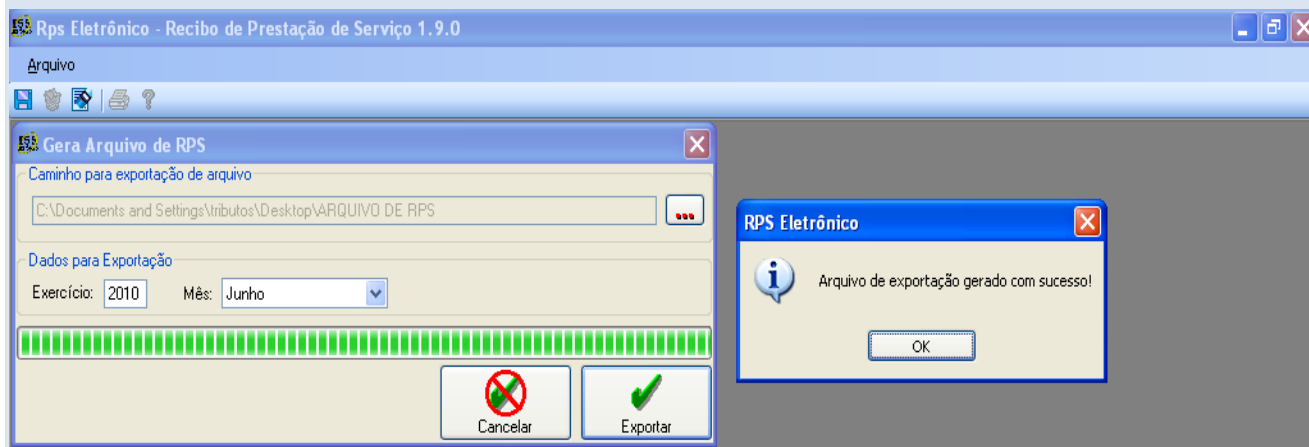 Rps Eletrônico - Recibo de Prestação de Serviço 1.9.0
Arquivo
Gera Arquivo de RPS
Caminho para exportação de arquivo
C:\Documents and Settings\tributos\Desktop\ARQUIVO DE RPS
...
Dados para Exportação
Exercício: 2010 Mês: Junho
Cancelar Exportar
RPS Eletrônico
Arquivo de exportação gerado com sucesso!
OK